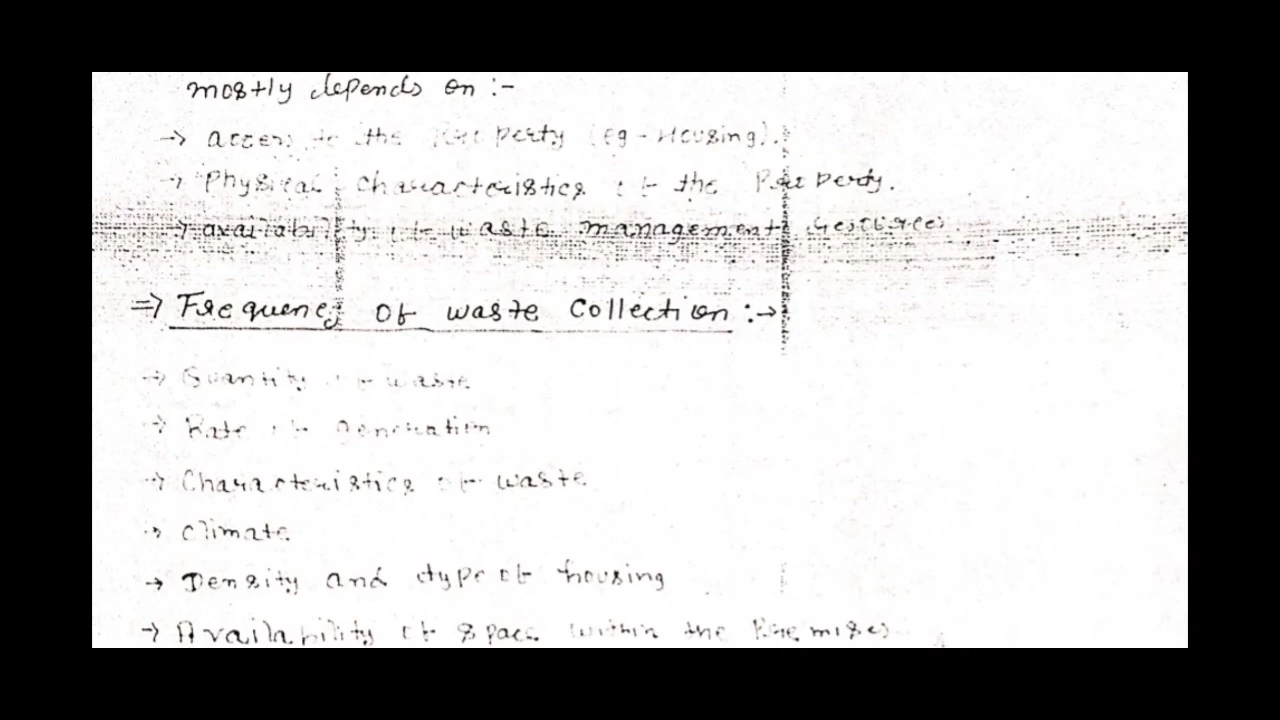 mostly depends on :-
→ access to the Property (eg - Housing).
→ Physical characteristics of the Property.
→ availability of waste management resources.
⇒ Frequency of waste Collection :→
→ Quantity of waste
→ Rate of Generation
→ Characteristics of waste
→ climate
→ Density and type of housing
→ Availability of space within the Premises